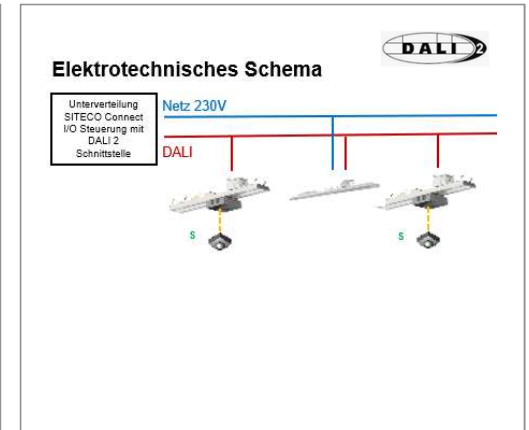 DALI 2
Elektrotechnisches Schema
Unterverteilung
SITECO Connect
I/O Steuerung mit
DALI 2
Schnittstelle
Netz 230V
DALI
S
S